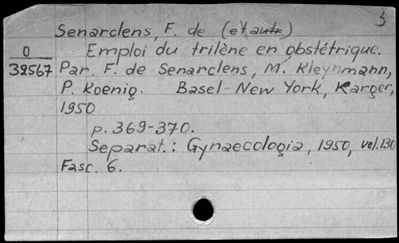 3
Senarclens, F. de (et autr.)
0 Emploi du trilène en obstétrique.
39567 Par. F. de Senarclens, M. Kleynmann,
P. Koenig. Basel-New York, Karger,
1950
p. 369-370.
Separat.: Gynaecologia, 1950, vol. 130
Fasc. 6.